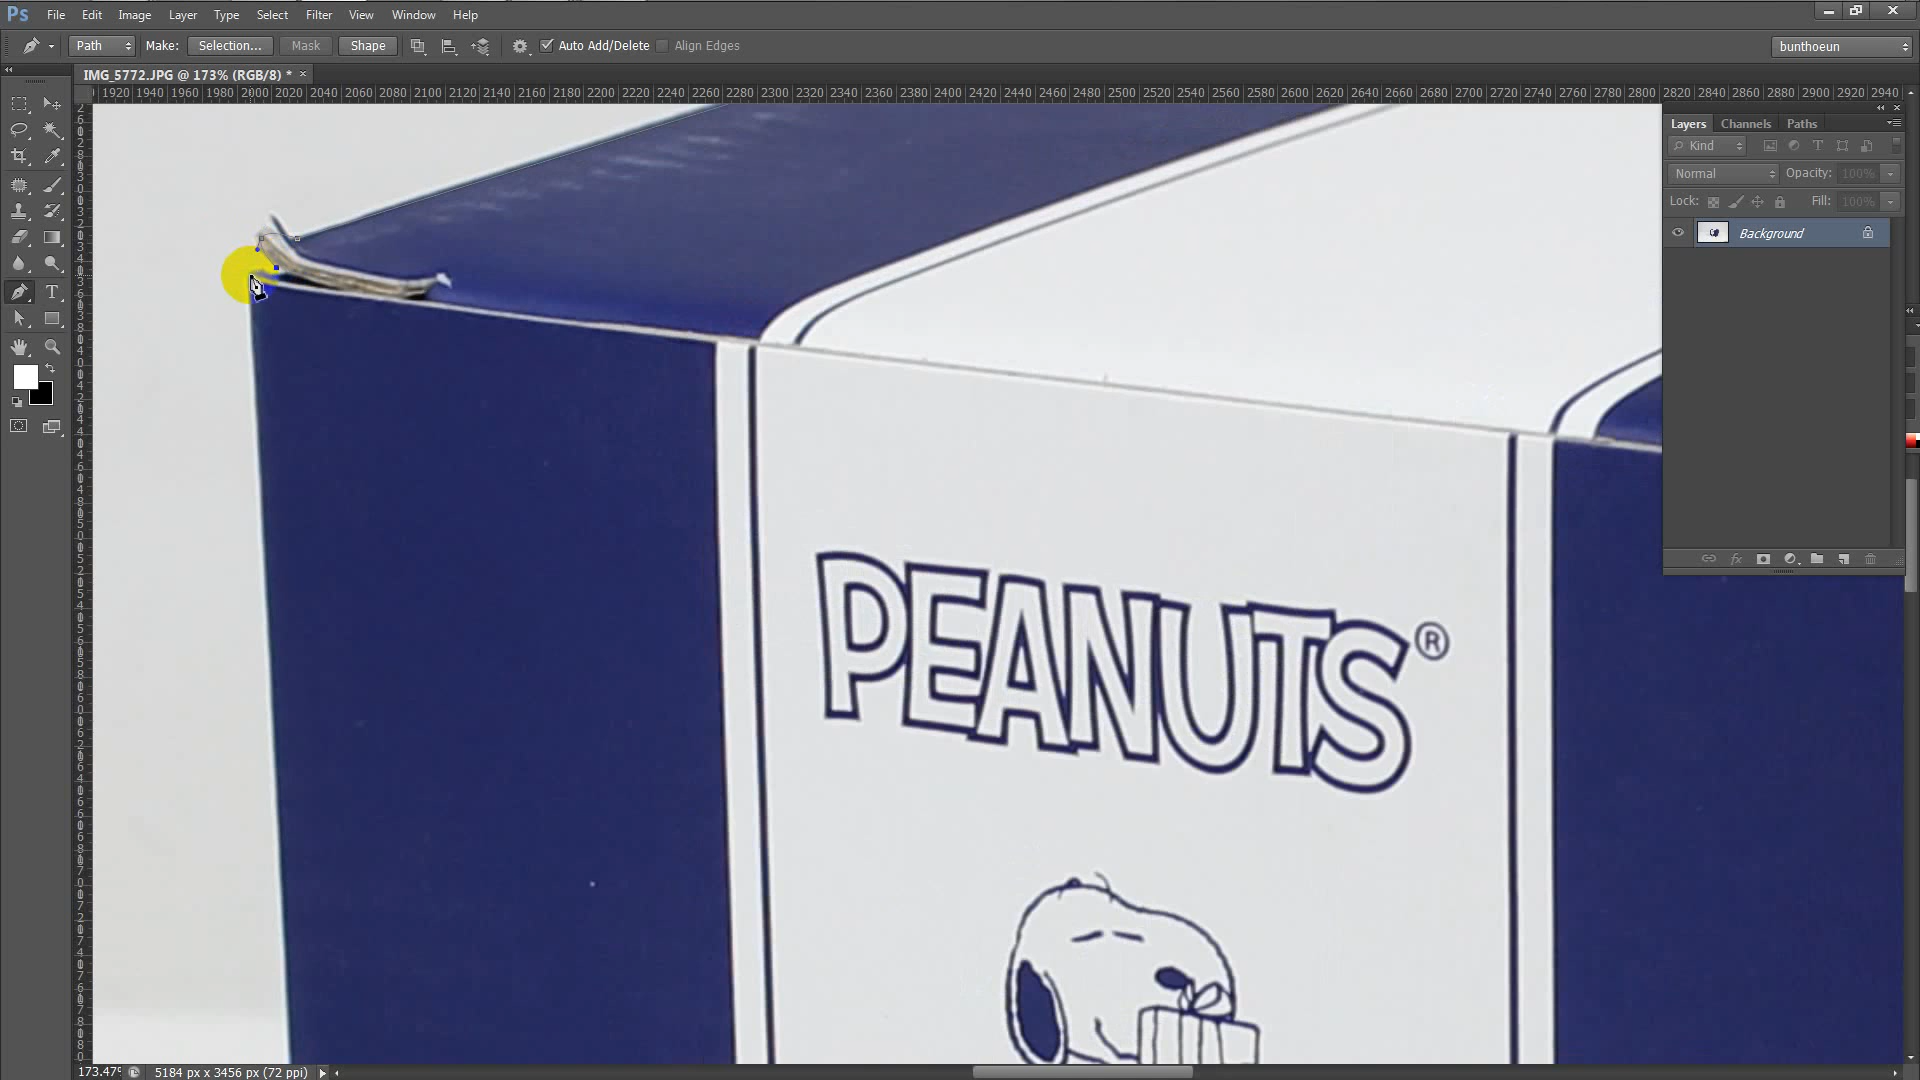 Ps File Edit Image Layer Type Select Filter View Window Help
Path Make: Selection... Mask Shape Auto Add/Delete Align Edges bunthoeun
IMG_5772.JPG @ 173% (RGB/8) * ×
1920 1940 1960 1980 2000 2020 2040 2060 2080 2100 2120 2140 2160 2180 2200 2220 2240 2260 2280 2300 2320 2340 2360 2380 2400 2420 2440 2460 2480 2500 2520 2540 2560 2580 2600 2620 2640 2660 2680 2700 2720 2740 2760 2780 2800 2820 2840 2860 2880 2900 2920 2940
Layers Channels Paths
Kind
Normal Opacity: 100%
Lock: Fill: 100%
Background
PEANUTS®
173.47% 5184 px x 3456 px (72 ppi)